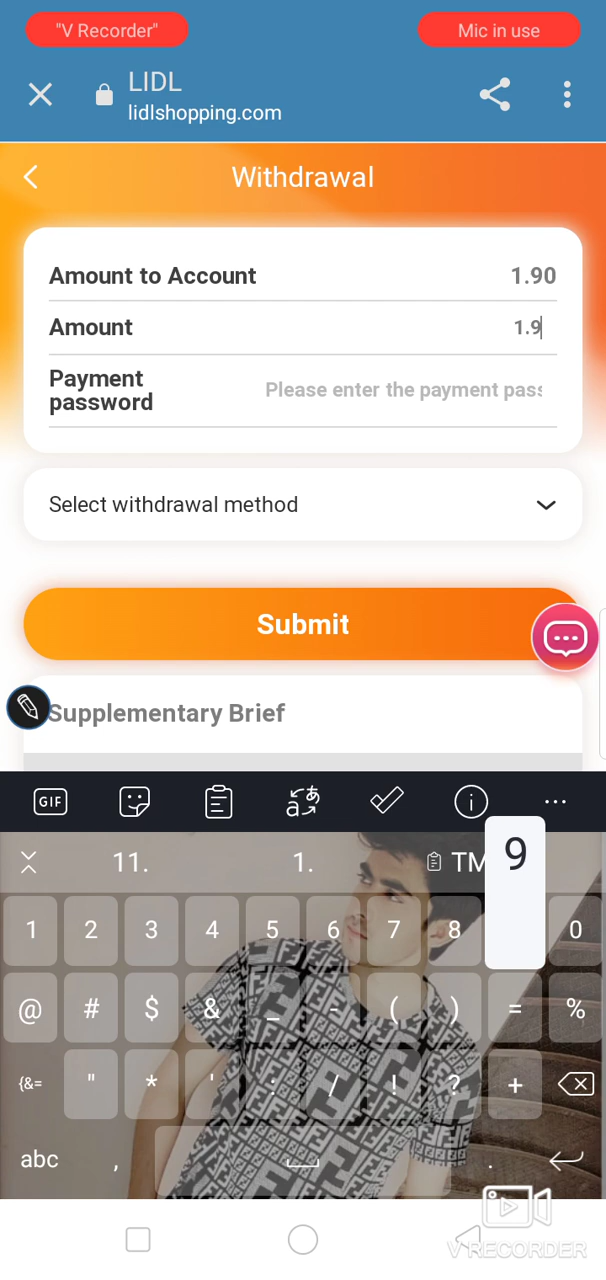 "V Recorder"
Mic in use
LIDL
lidlshopping.com
Withdrawal
Amount to Account 1.90
Amount 1.9
Payment password
Please enter the payment pass
Select withdrawal method
Submit
Supplementary Brief
GIF
11. 1. TM
9
1 2 3 4 5 6 7 8 0
@ # $ & _ - ( ) = %
{&= " * ' : / ! ? +
abc , .
V RECORDER